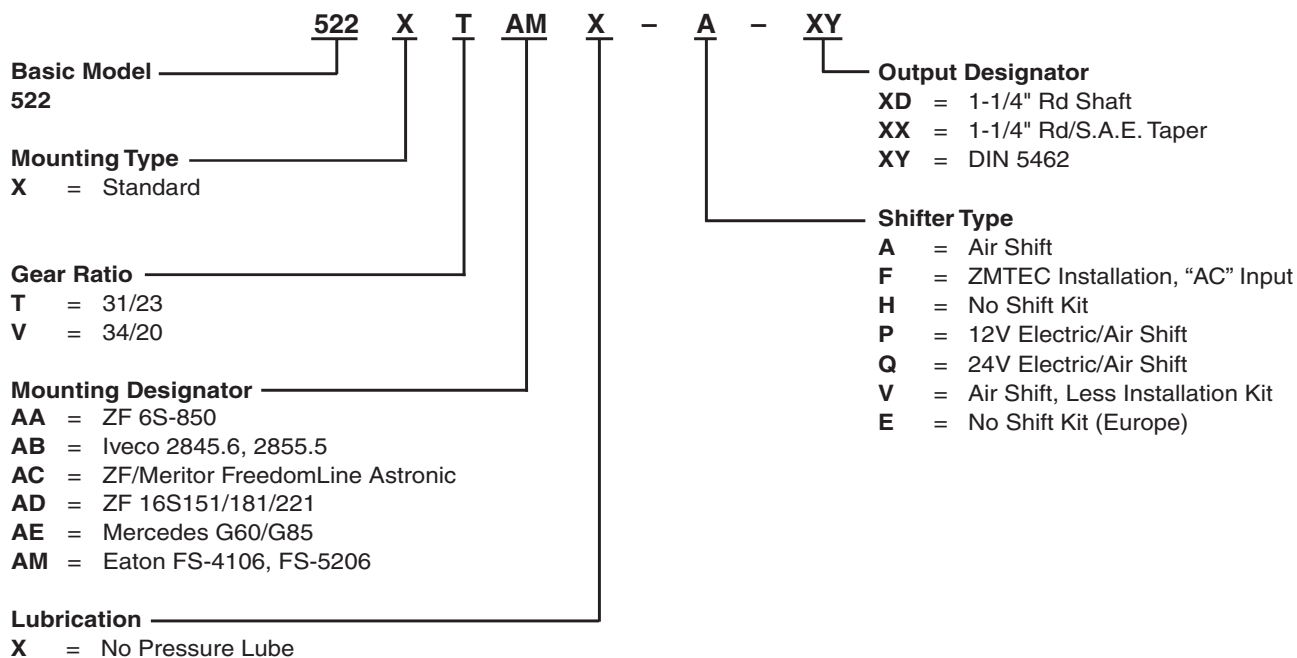 522 X T AM X – A – XY
Basic Model
522
Mounting Type
X = Standard
Gear Ratio
T = 31/23
V = 34/20
Mounting Designator
AA = ZF 6S-850
AB = Iveco 2845.6, 2855.5
AC = ZF/Meritor FreedomLine Astronic
AD = ZF 16S151/181/221
AE = Mercedes G60/G85
AM = Eaton FS-4106, FS-5206
Lubrication
X = No Pressure Lube
Output Designator
XD = 1-1/4" Rd Shaft
XX = 1-1/4" Rd/S.A.E. Taper
XY = DIN 5462
Shifter Type
A = Air Shift
F = ZMTEC Installation, “AC” Input
H = No Shift Kit
P = 12V Electric/Air Shift
Q = 24V Electric/Air Shift
V = Air Shift, Less Installation Kit
E = No Shift Kit (Europe)